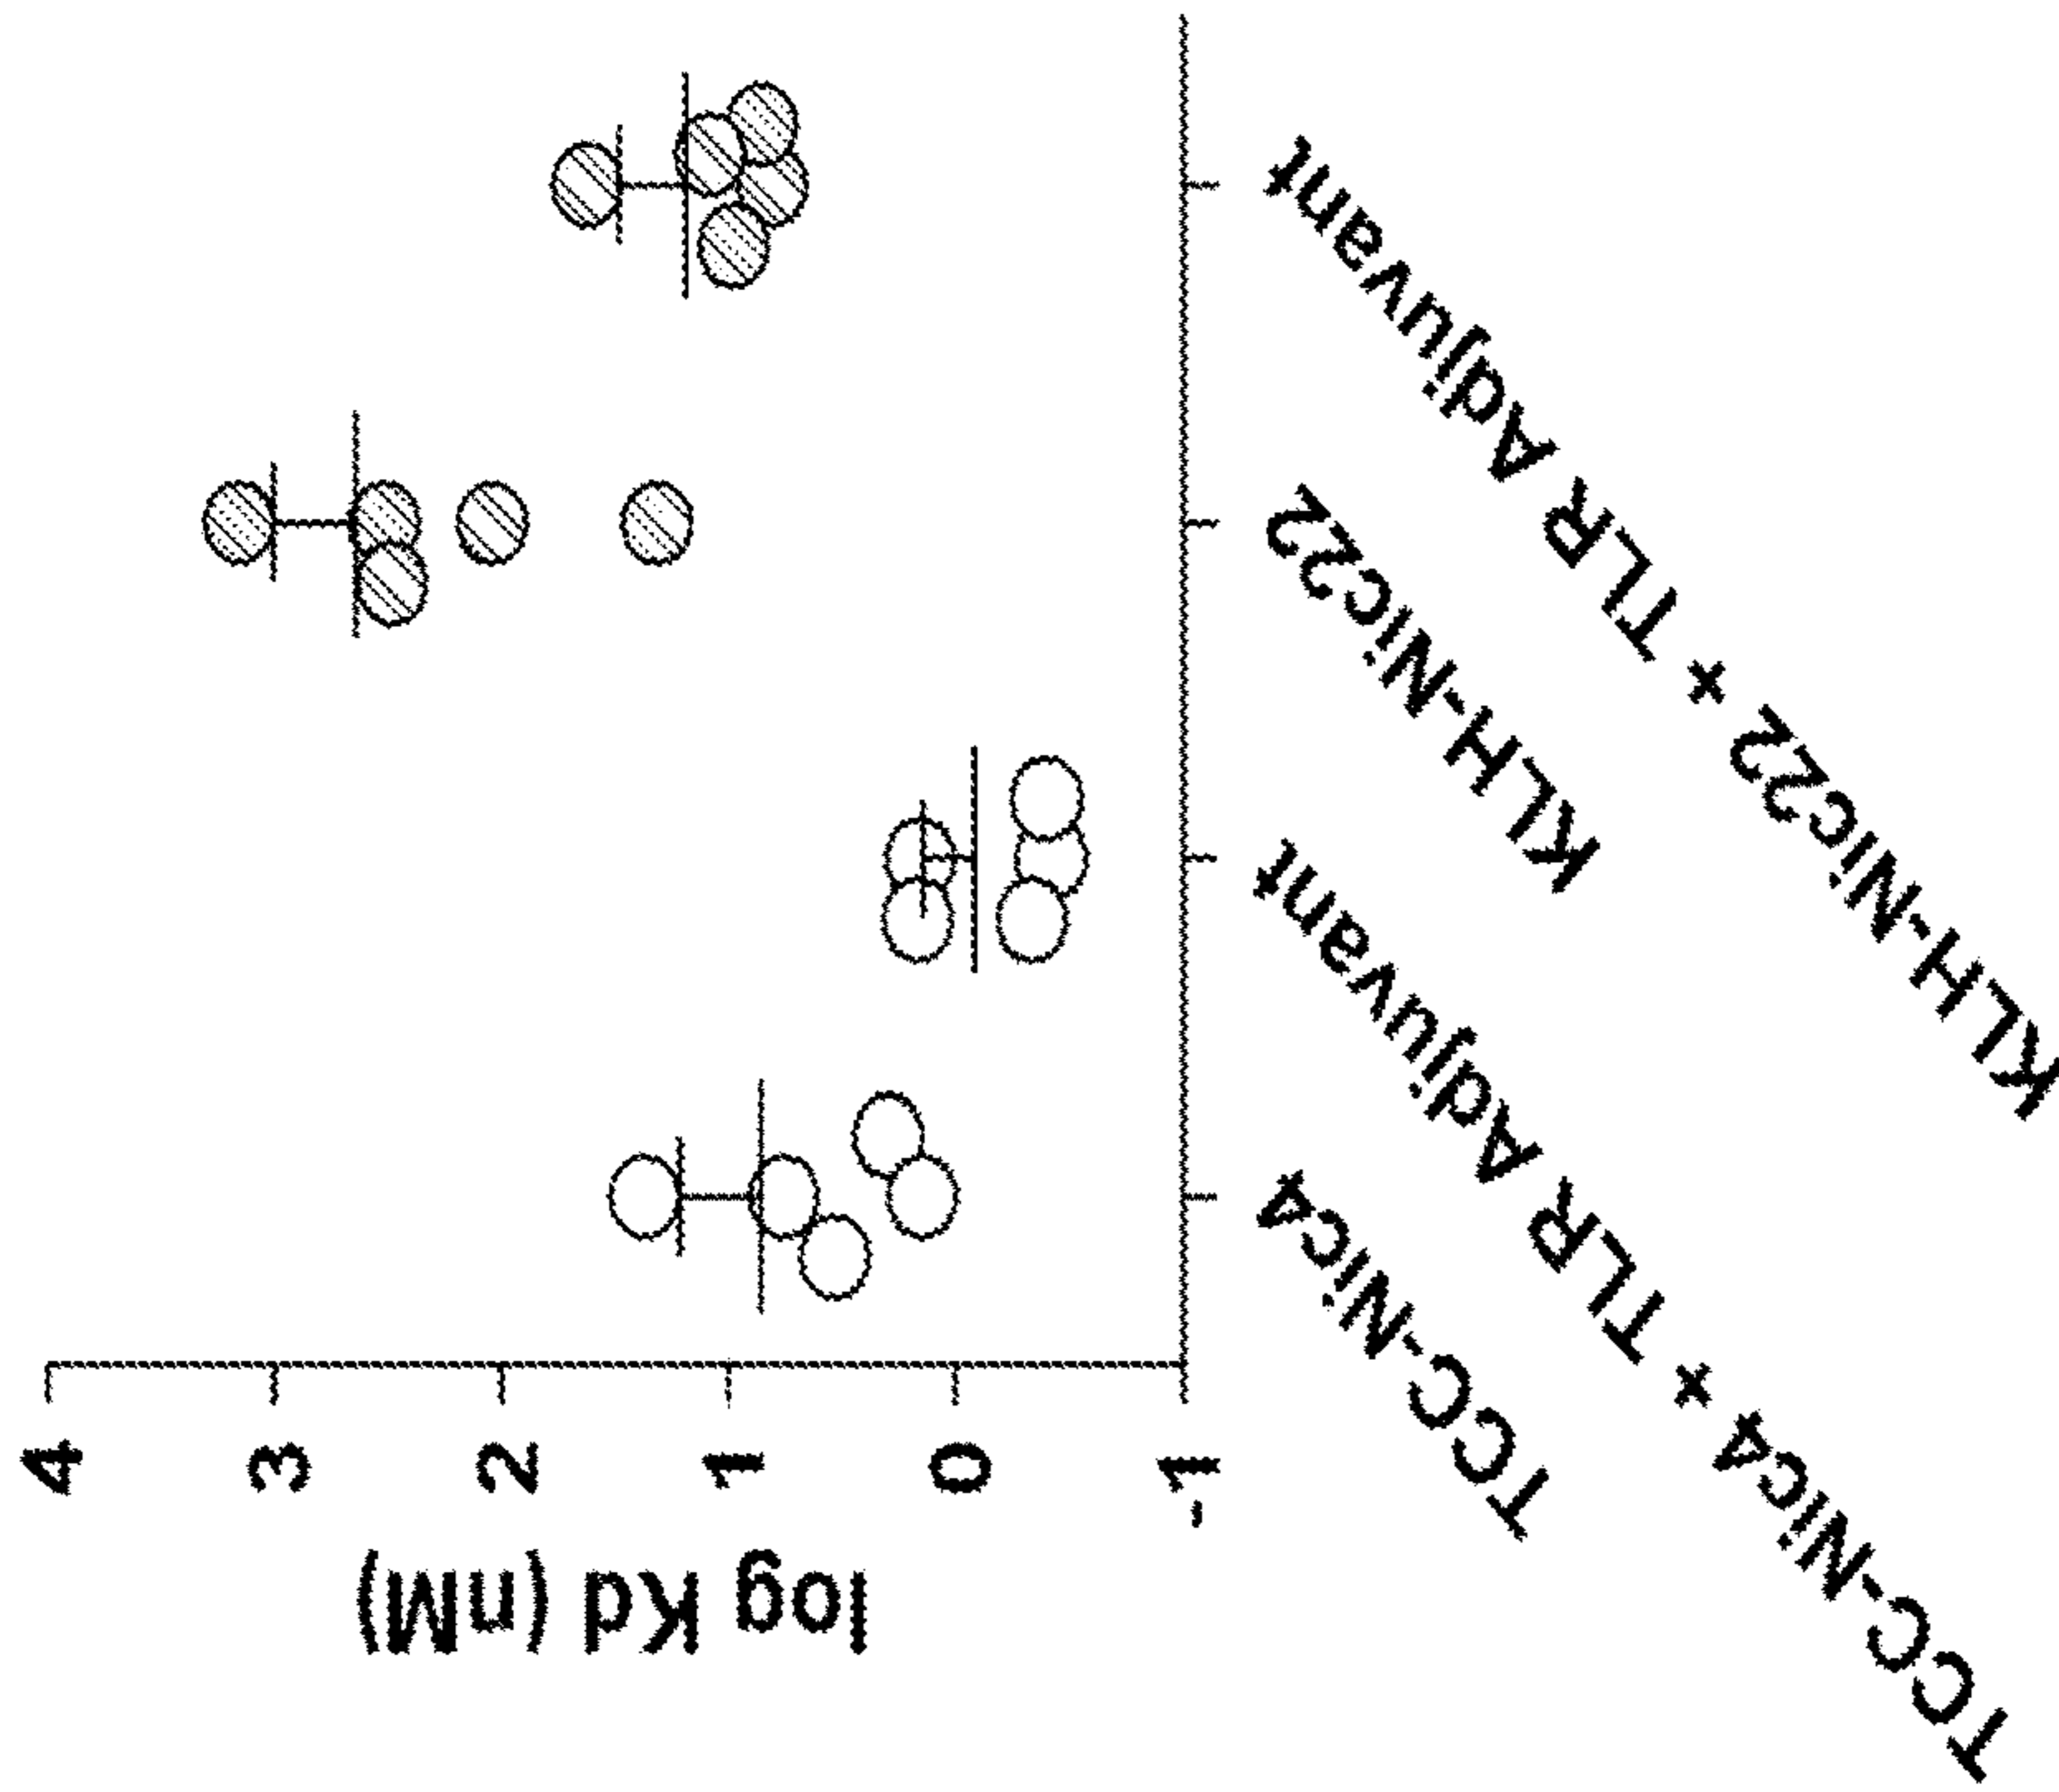 log Kd (nM)
4
3
2
1
0
-1
TCC-Nic4
TCC-Nic4 + TLR Adjuvant
KLH-Nic22
KLH-Nic22 + TLR Adjuvant